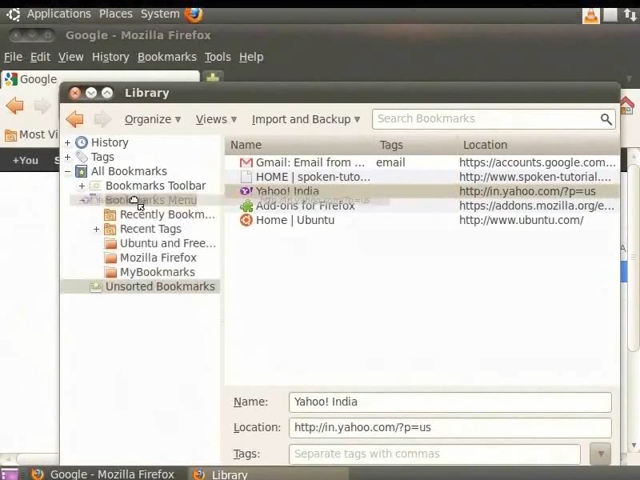 Applications Places System
Google - Mozilla Firefox
File Edit View History Bookmarks Tools Help
Google
Library
Organize Views Import and Backup Search Bookmarks
Most Vi
+You
History
Tags
All Bookmarks
Bookmarks Toolbar
Bookmarks Menu
Recently Bookm...
Recent Tags
Ubuntu and Free...
Mozilla Firefox
MyBookmarks
Unsorted Bookmarks
Name Tags Location
Gmail: Email from ... email https://accounts.google.com...
HOME | spoken-tuto... http://www.spoken-tutorial....
Yahoo! India http://in.yahoo.com/?p=us
Add-ons for Firefox https://addons.mozilla.org/e...
Home | Ubuntu http://www.ubuntu.com/
Name: Yahoo! India
Location: http://in.yahoo.com/?p=us
Tags: Separate tags with commas
Google - Mozilla Firefox Library